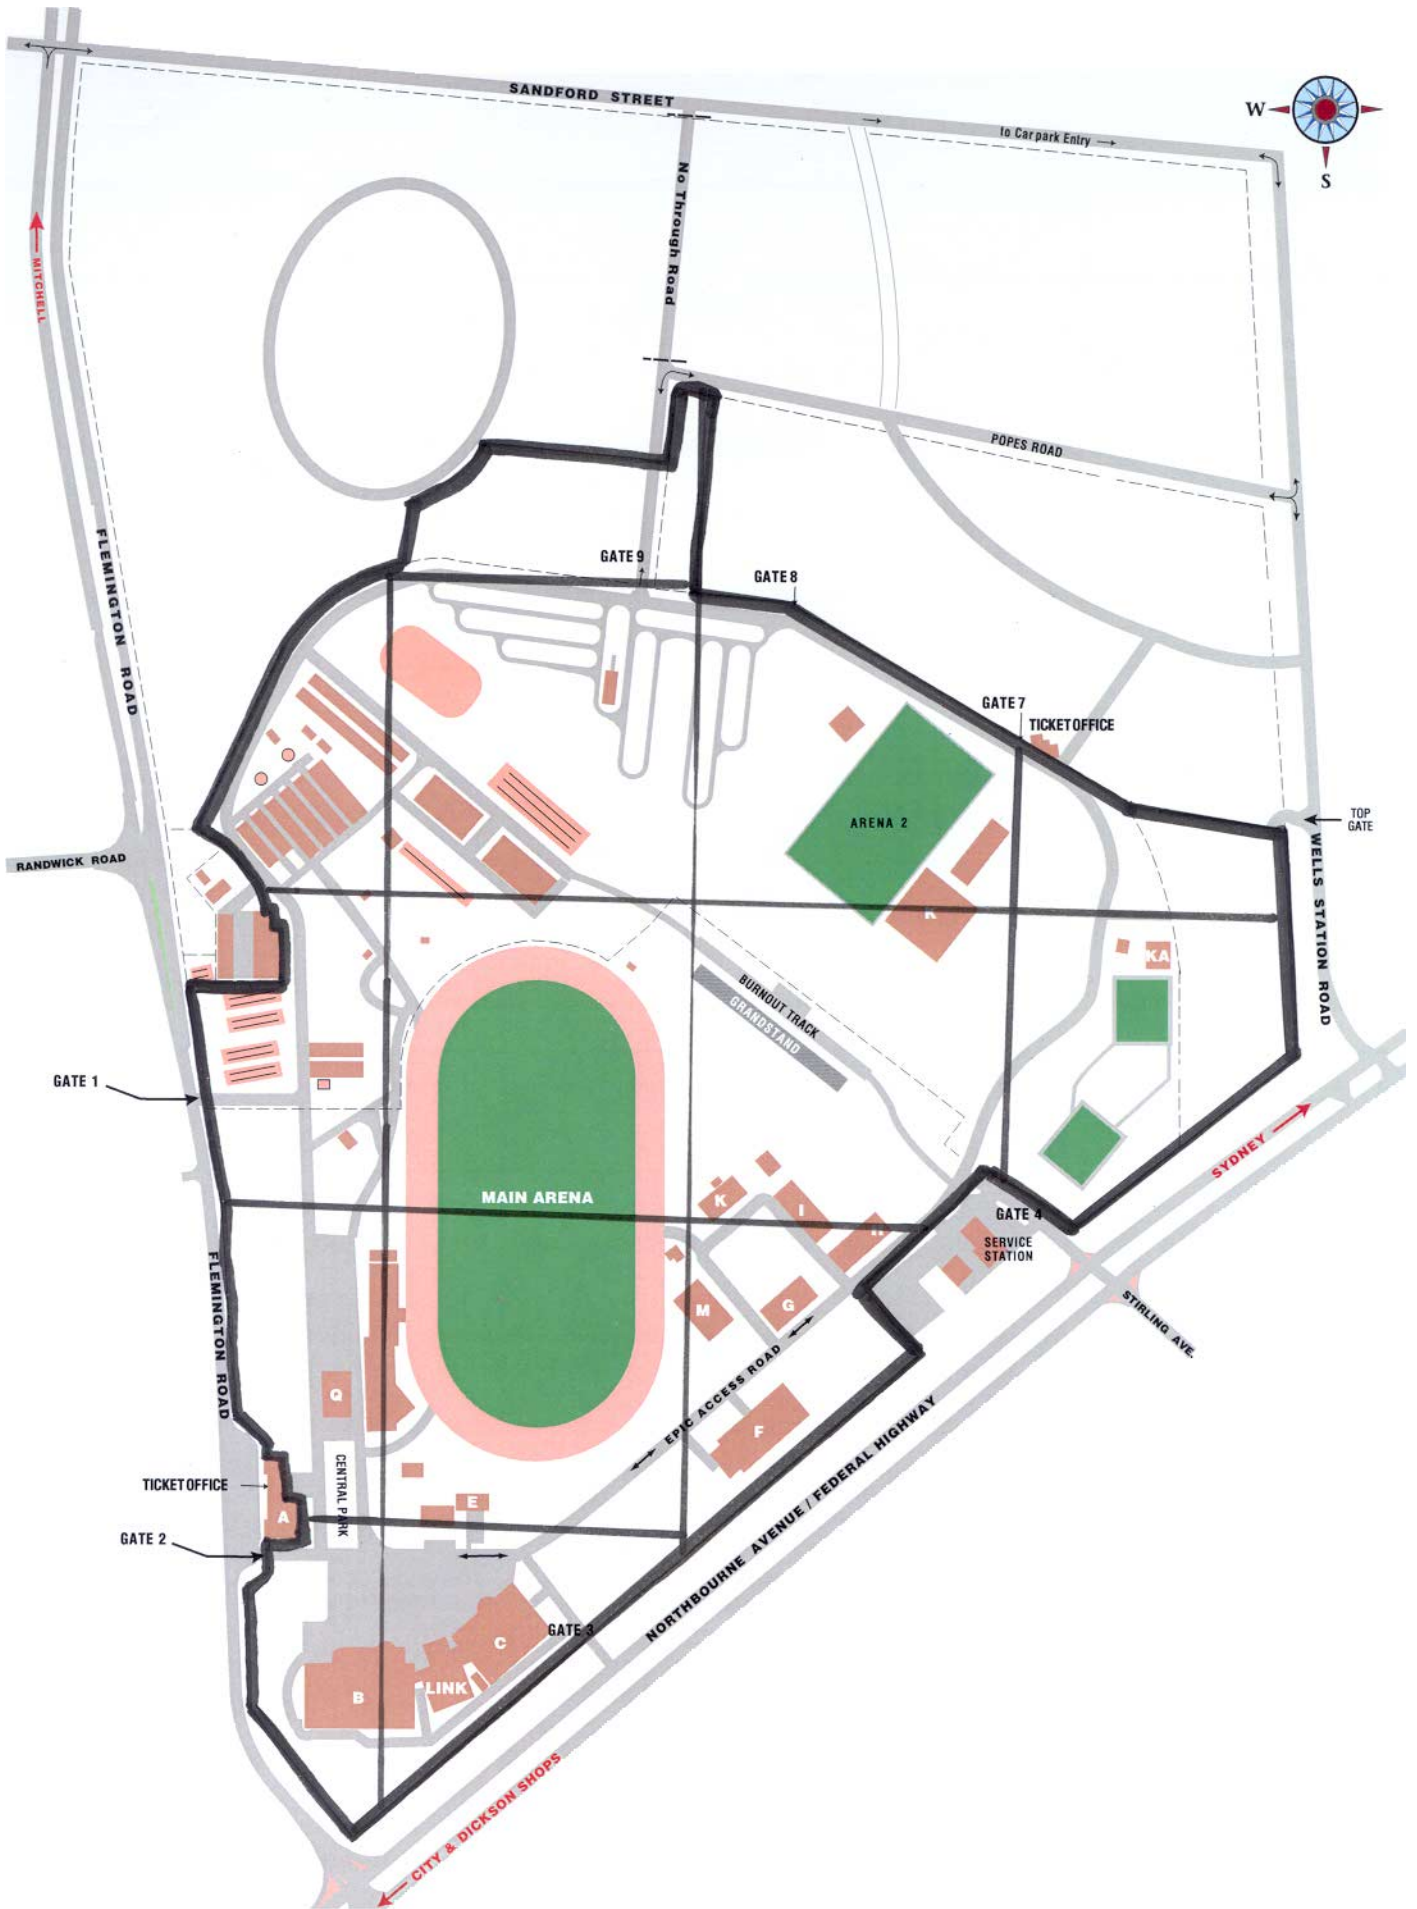 SANDFORD STREET
to Carpark Entry
W
S
No Through Road
MITCHELL
POPES ROAD
FLEMINGTON ROAD
GATE 9
GATE 8
GATE 7
TICKET OFFICE
ARENA 2
TOP
GATE
RANDWICK ROAD
WELLS STATION ROAD
K
KA
BURNOUT TRACK
GRANDSTAND
GATE 1
SYDNEY
MAIN ARENA
K
I
H
GATE 4
SERVICE
STATION
FLEMINGTON ROAD
M
G
STIRLING AVE.
EPIC ACCESS ROAD
Q
F
NORTHBOURNE AVENUE / FEDERAL HIGHWAY
CENTRAL PARK
TICKET OFFICE
E
A
GATE 2
GATE 3
C
B
LINK
CITY & DICKSON SHOPS